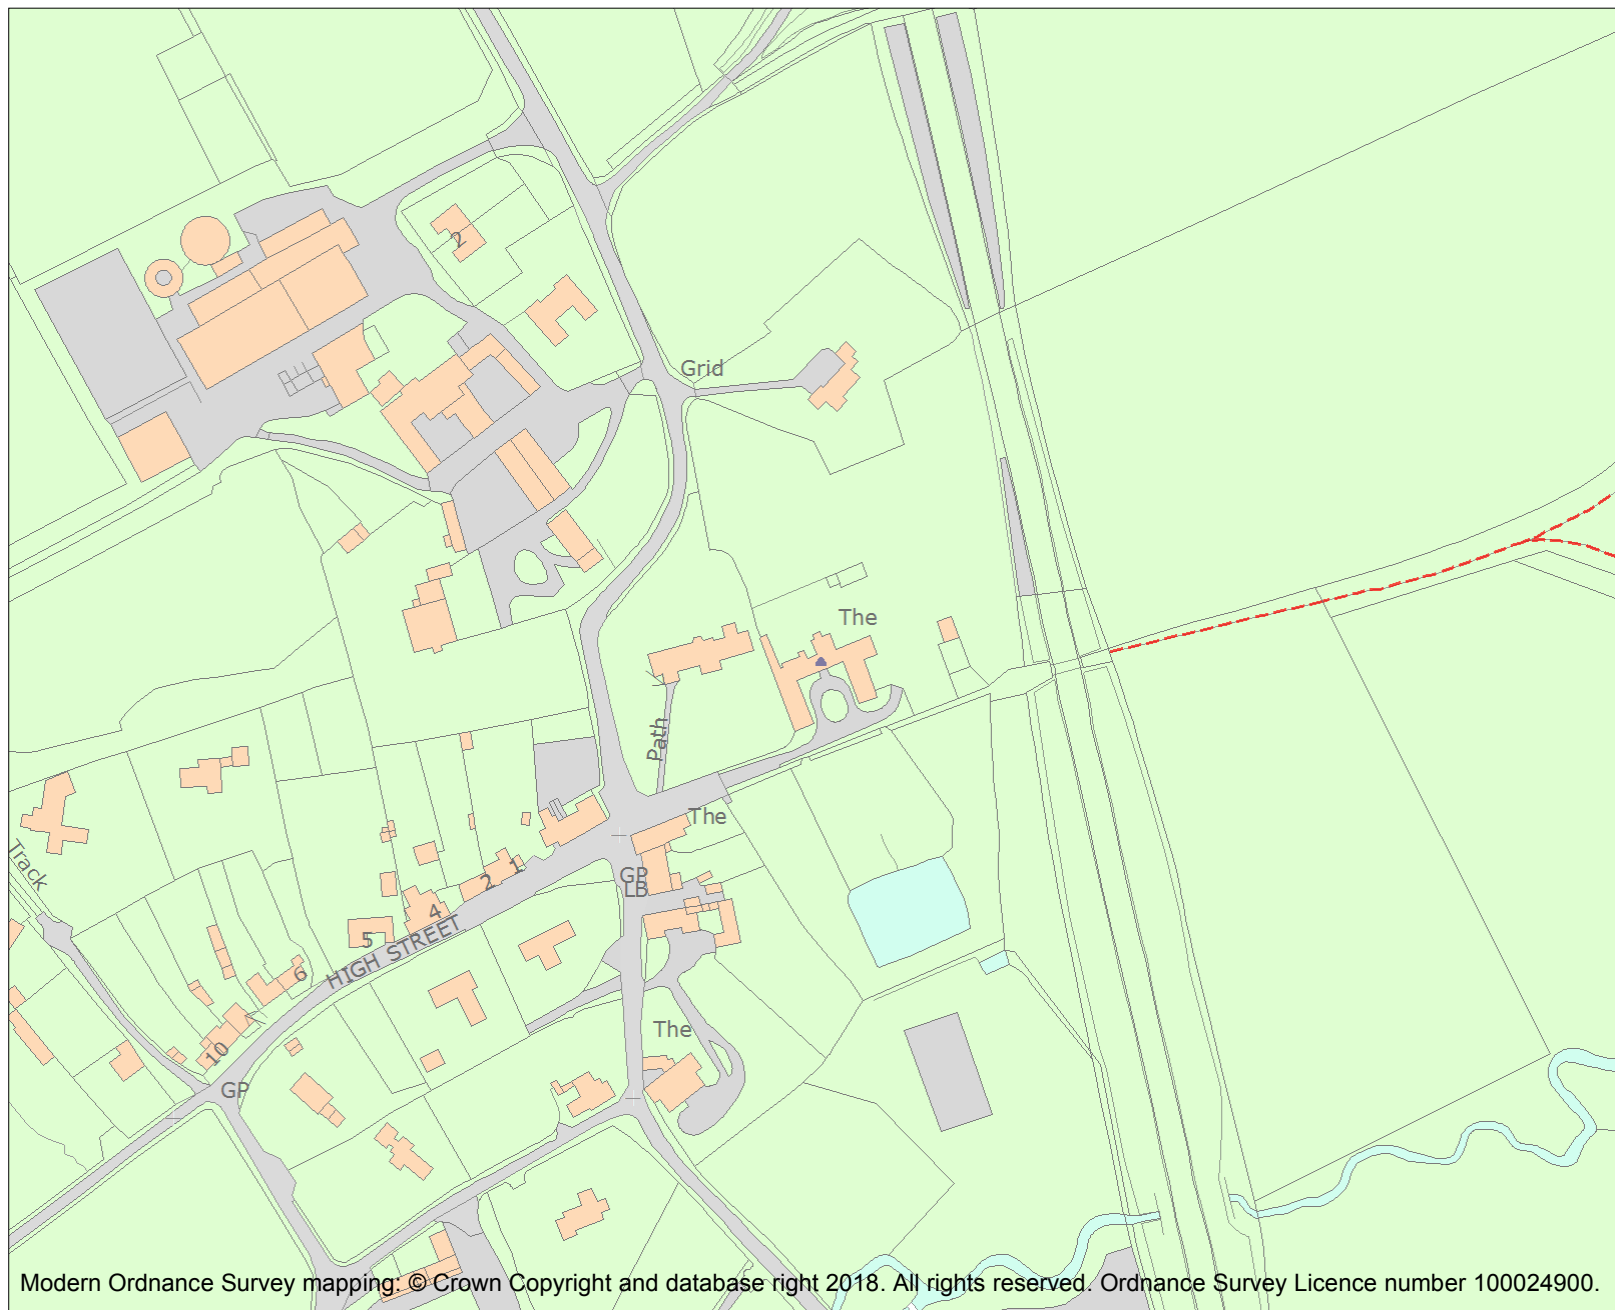 2
Grid
The
Path
The
Track
GP
LB
1
2
4
5
HIGH STREET
6
The
10
GP
Modern Ordnance Survey mapping: © Crown Copyright and database right 2018. All rights reserved. Ordnance Survey Licence number 100024900.